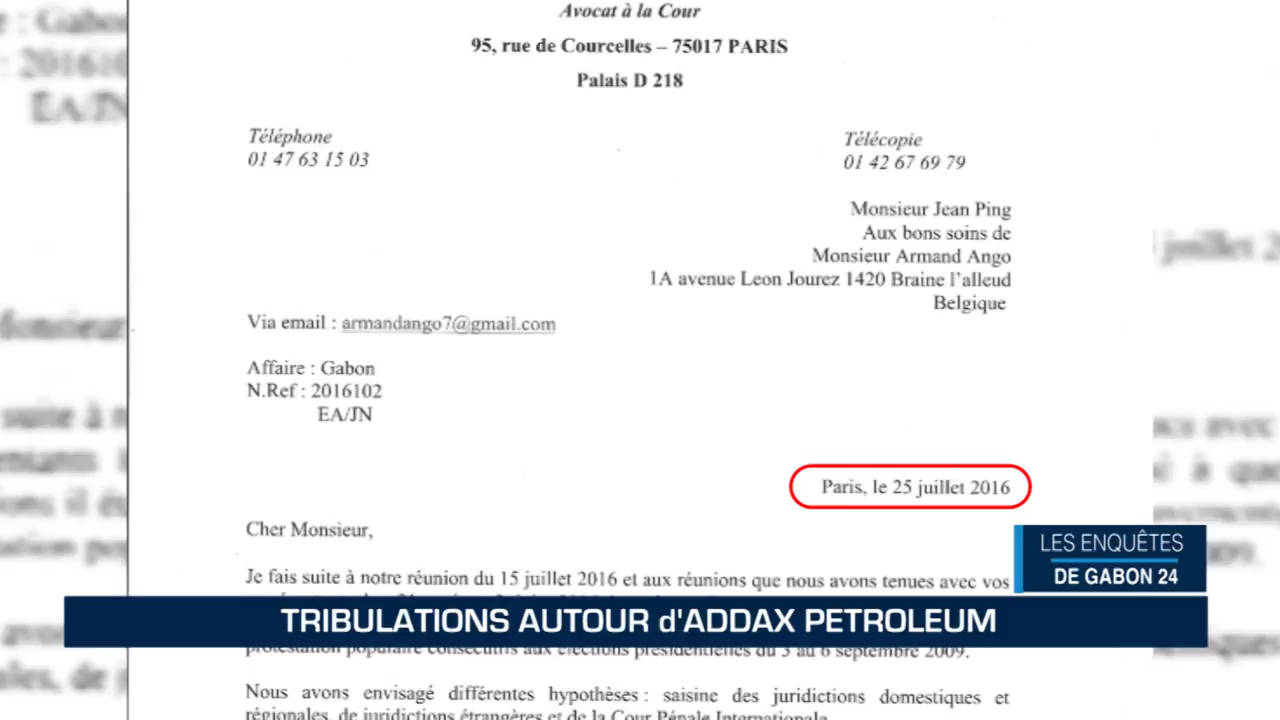 Avocat à la Cour
95, rue de Courcelles – 75017 PARIS
Palais D 218
Téléphone
01 47 63 15 03
Télécopie
01 42 67 69 79
Monsieur Jean Ping
Aux bons soins de
Monsieur Armand Ango
1A avenue Leon Jourez 1420 Braine l'alleud
Belgique
Via email : armandango7@gmail.com
Affaire : Gabon
N.Ref : 2016102
EA/JN
Paris, le 25 juillet 2016
Cher Monsieur,
Je fais suite à notre réunion du 15 juillet 2016 et aux réunions que nous avons tenues avec vos
protestation populaire consécutifs aux élections présidentielles du 3 au 6 septembre 2009.
Nous avons envisagé différentes hypothèses : saisine des juridictions domestiques et
régionales, de juridictions étrangères et de la Cour Pénale Internationale
LES ENQUÊTES
DE GABON 24
TRIBULATIONS AUTOUR d'ADDAX PETROLEUM